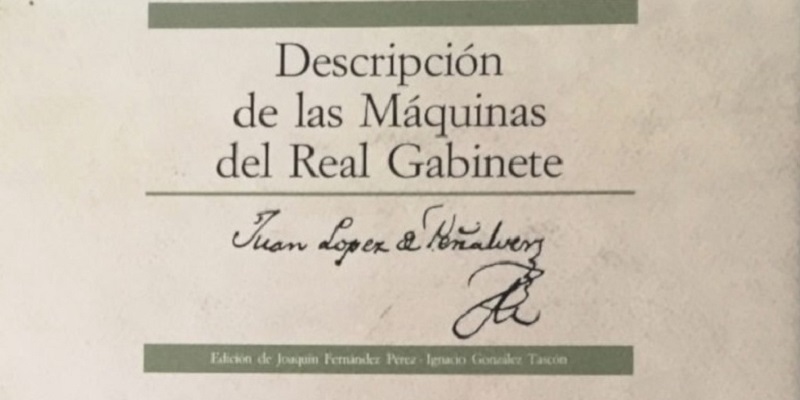 Descripción
de las Máquinas
del Real Gabinete
Juan Lopez de Peñalver
Edición de Joaquín Fernández Pérez · Ignacio González Tascón